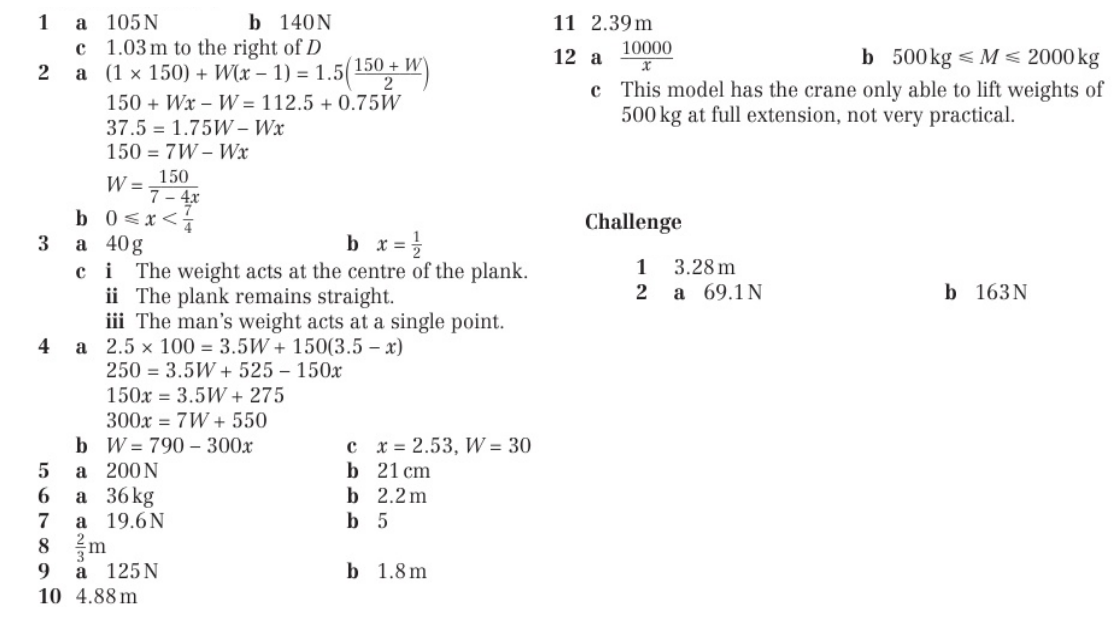 1 a 105 N b 140 N
c 1.03 m to the right of D
2 a (1 × 150) + W(x − 1) = 1.5((150 + W)/2)
150 + Wx − W = 112.5 + 0.75W
37.5 = 1.75W − Wx
150 = 7W − Wx
W = 150/(7 − 4x)
b 0 ⩽ x < 7/4
3 a 40g b x = 1/2
c i The weight acts at the centre of the plank.
ii The plank remains straight.
iii The man's weight acts at a single point.
4 a 2.5 × 100 = 3.5W + 150(3.5 − x)
250 = 3.5W + 525 − 150x
150x = 3.5W + 275
300x = 7W + 550
b W = 790 − 300x c x = 2.53, W = 30
5 a 200 N b 21 cm
6 a 36 kg b 2.2 m
7 a 19.6 N b 5
8 2/3 m
9 a 125 N b 1.8 m
10 4.88 m
11 2.39 m
12 a 10000/x b 500 kg ⩽ M ⩽ 2000 kg
c This model has the crane only able to lift weights of
500 kg at full extension, not very practical.
Challenge
1 3.28 m
2 a 69.1 N b 163 N